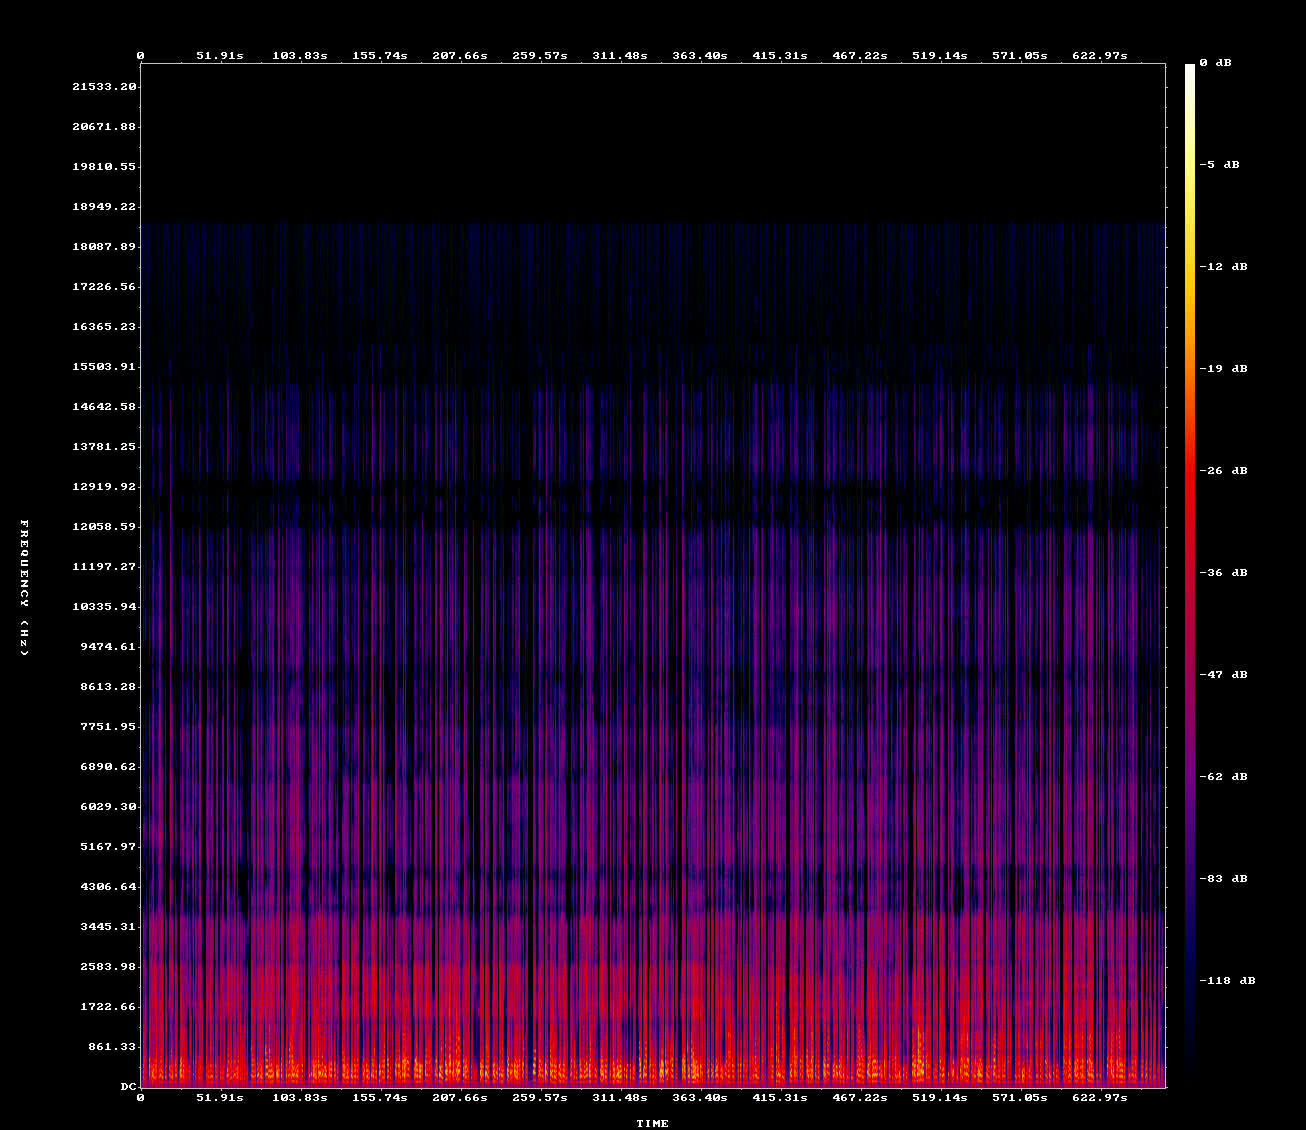 0 51.91s 103.83s 155.74s 207.66s 259.57s 311.48s 363.40s 415.31s 467.22s 519.14s 571.05s 622.97s
0 dB
21533.20
20671.88
19810.55
-5 dB
18949.22
18087.89
-12 dB
17226.56
16365.23
15503.91
-19 dB
14642.58
13781.25
-26 dB
12919.92
12058.59
11197.27
-36 dB
10335.94
9474.61
-47 dB
8613.28
7751.95
6890.62
-62 dB
6029.30
5167.97
-83 dB
4306.64
3445.31
2583.98
-118 dB
1722.66
861.33
DC
FREQUENCY (Hz)
0 51.91s 103.83s 155.74s 207.66s 259.57s 311.48s 363.40s 415.31s 467.22s 519.14s 571.05s 622.97s
TIME